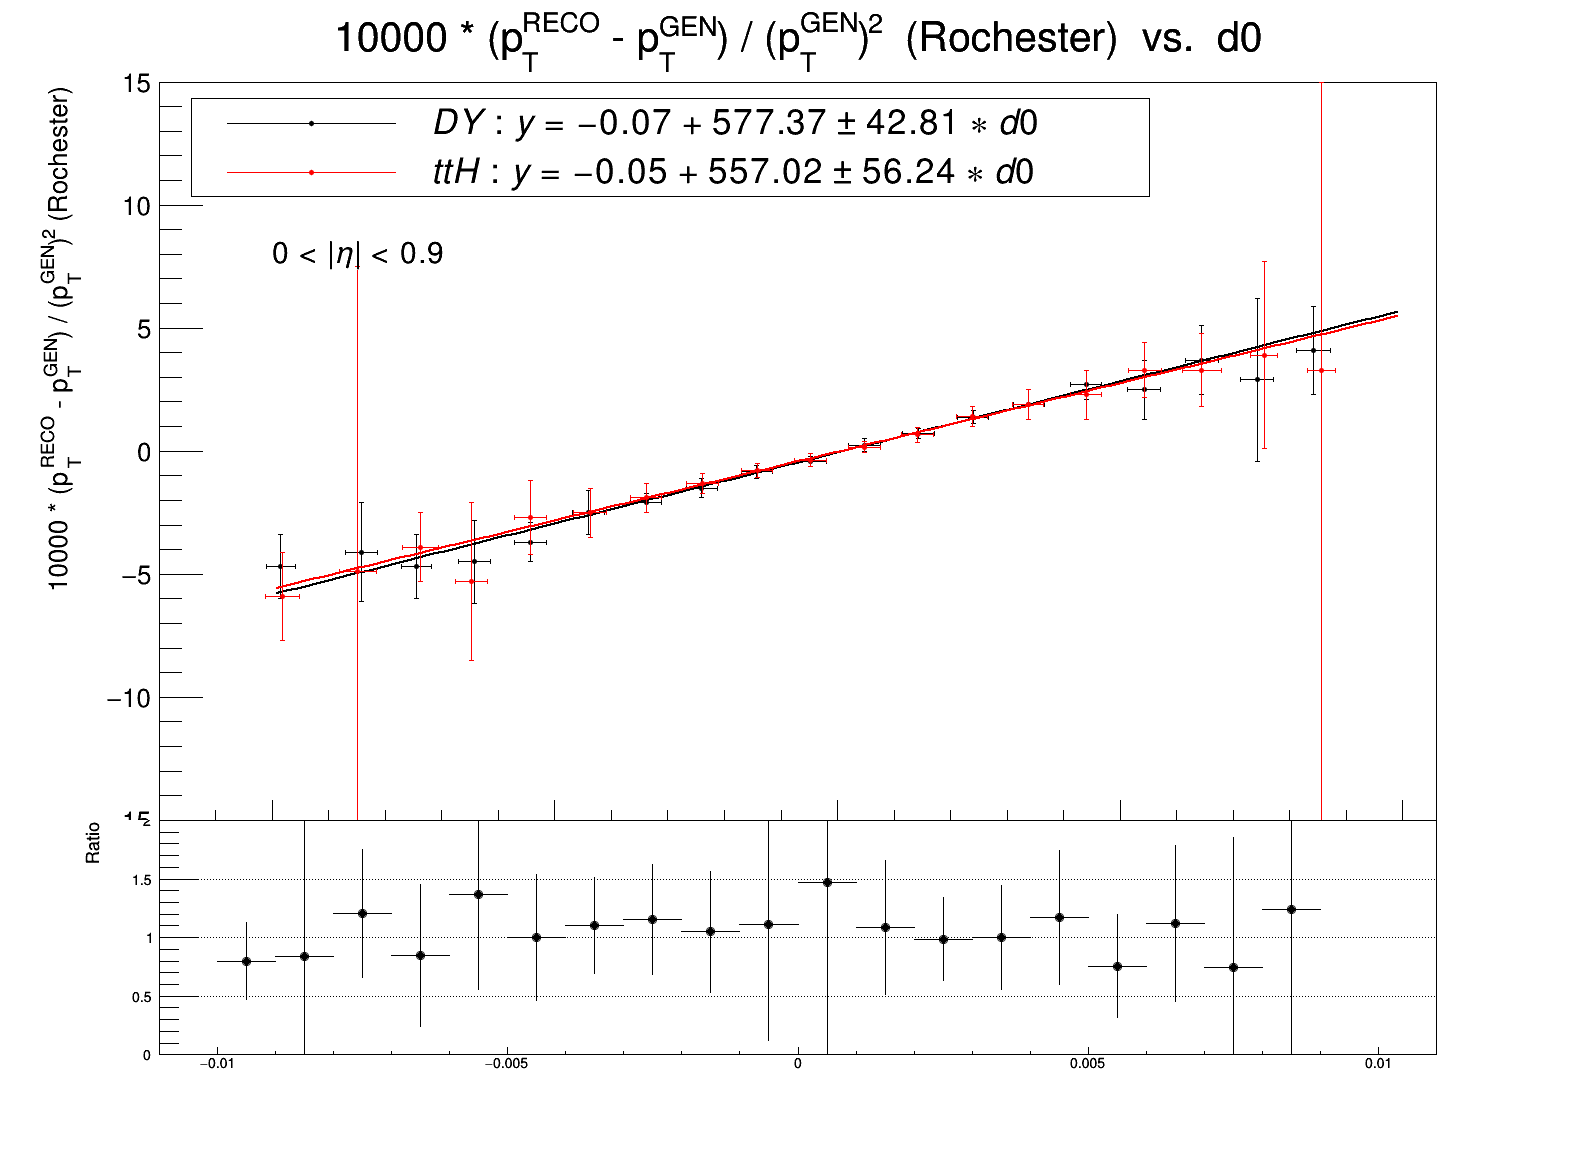 10000 * (p_T^RECO - p_T^GEN) / (p_T^GEN)^2 (Rochester) vs. d0
10000 * (p_T^RECO - p_T^GEN) / (p_T^GEN)^2 (Rochester)
15
10
5
0
−5
−10
DY : y = −0.07 + 577.37 ± 42.81 ∗ d0
ttH : y = −0.05 + 557.02 ± 56.24 ∗ d0
0 < |η| < 0.9
Ratio
2
1.5
1
0.5
0
−0.01
−0.005
0
0.005
0.01